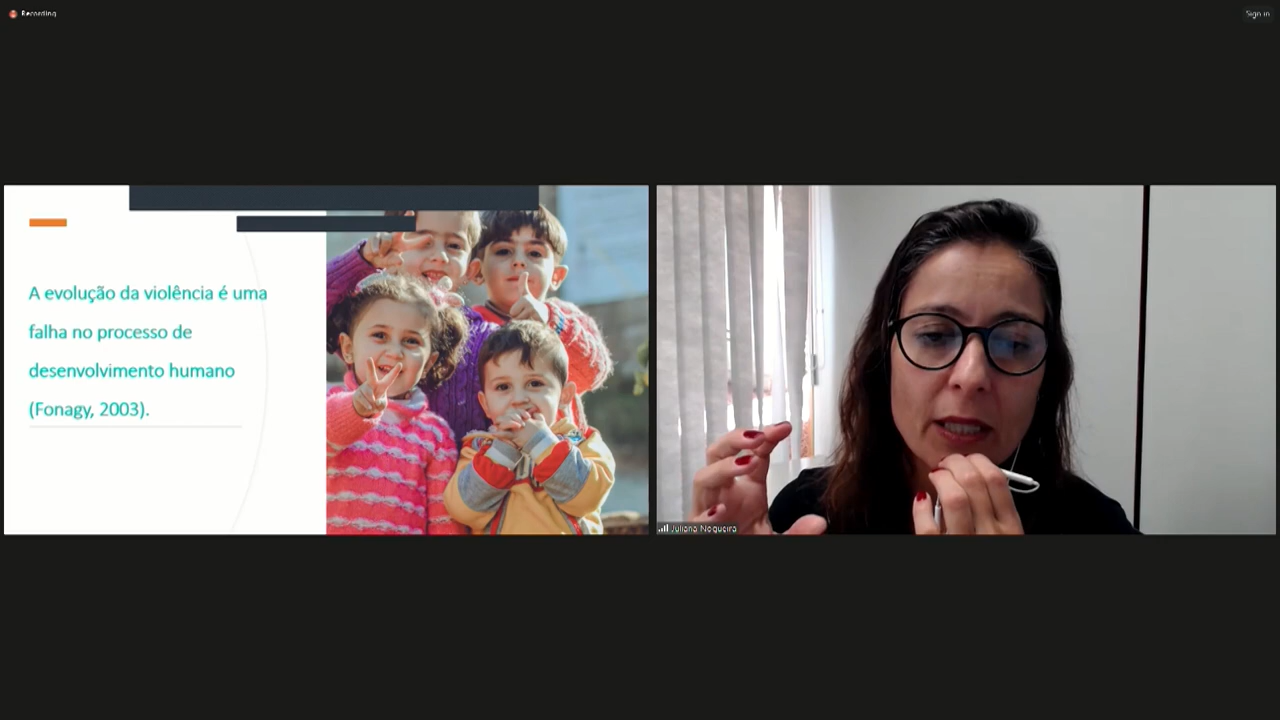 Recording
Sign in
A evolução da violência é uma
falha no processo de
desenvolvimento humano
(Fonagy, 2003).
Juliana Nogueira